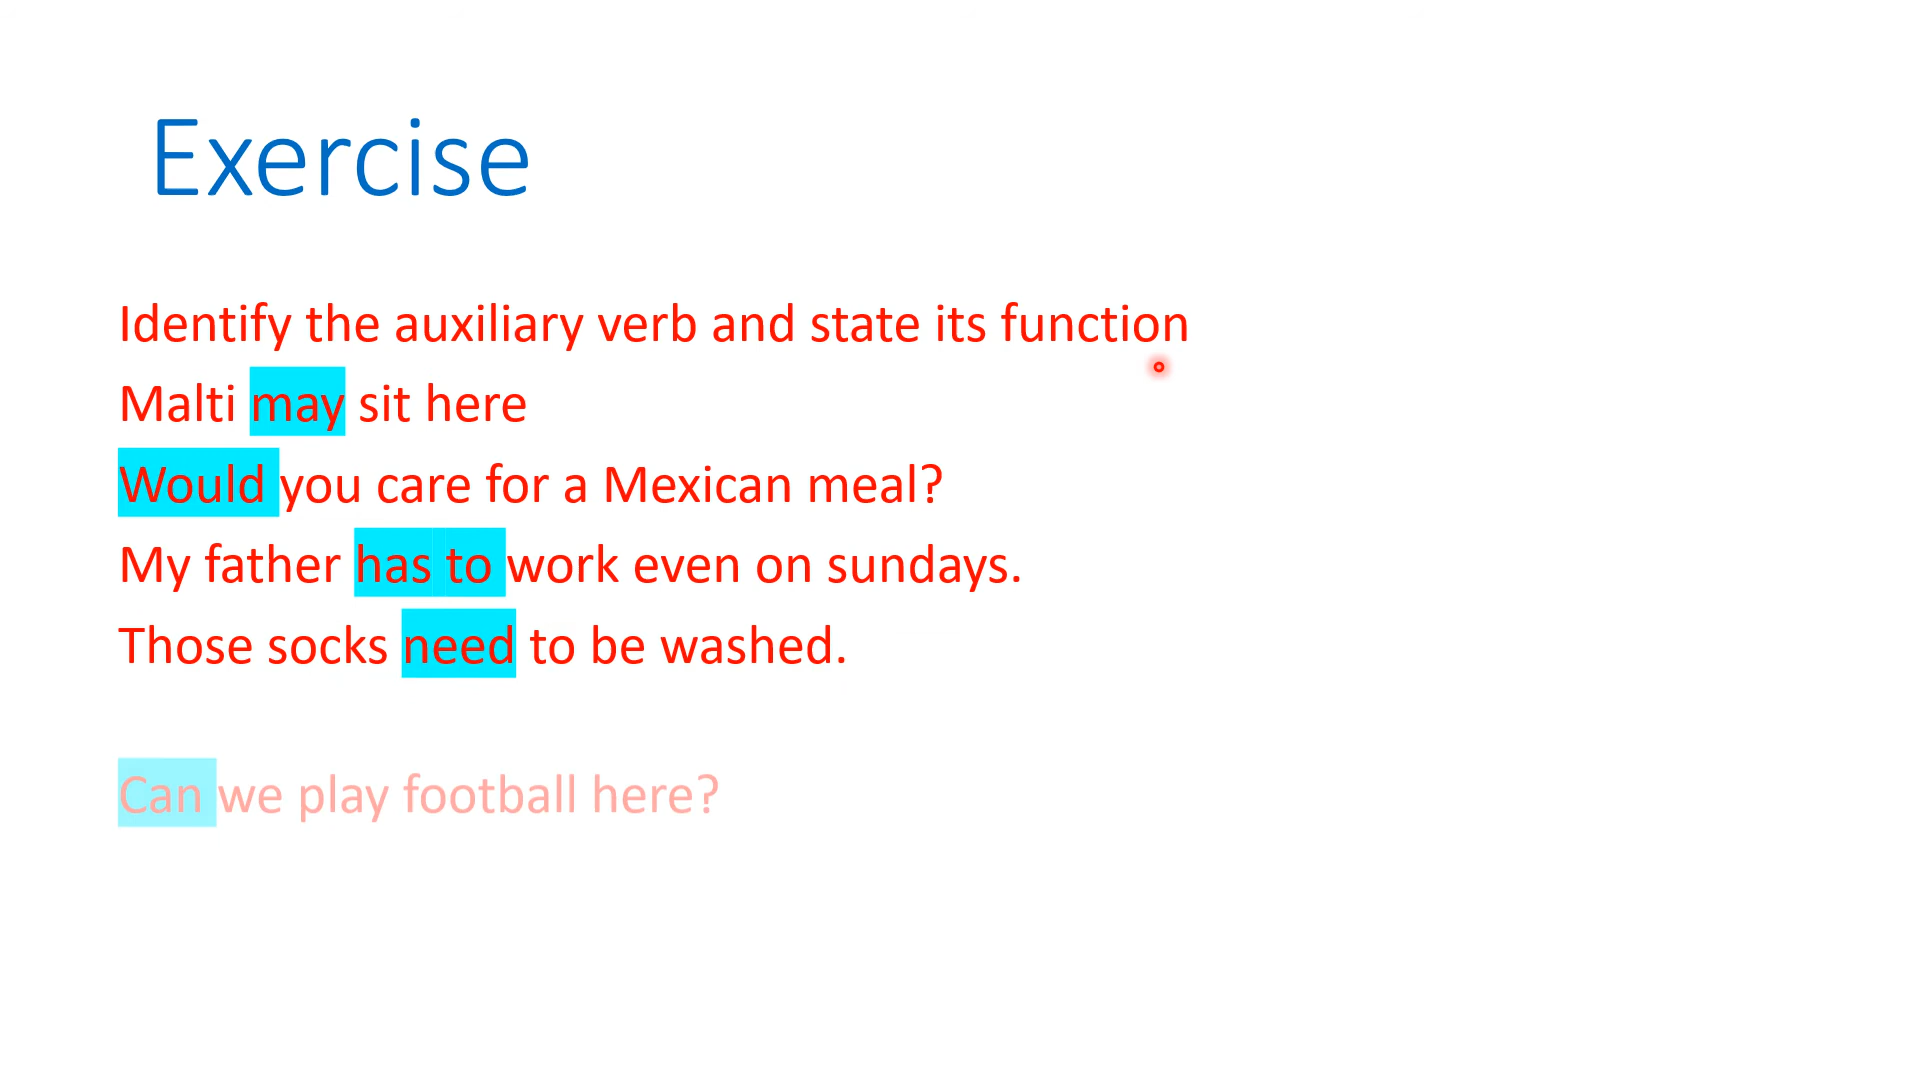 Exercise
Identify the auxiliary verb and state its function
Malti may sit here
Would you care for a Mexican meal?
My father has to work even on sundays.
Those socks need to be washed.
Can we play football here?